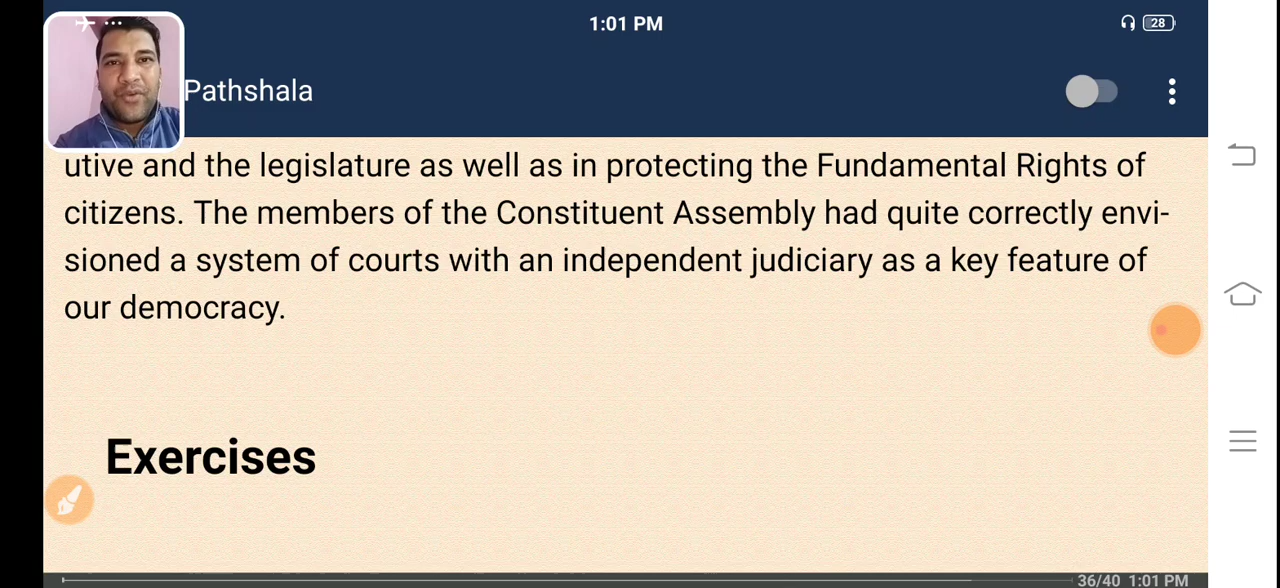 1:01 PM
28
Pathshala
utive and the legislature as well as in protecting the Fundamental Rights of
citizens. The members of the Constituent Assembly had quite correctly envi-
sioned a system of courts with an independent judiciary as a key feature of
our democracy.
Exercises
36/40 1:01 PM